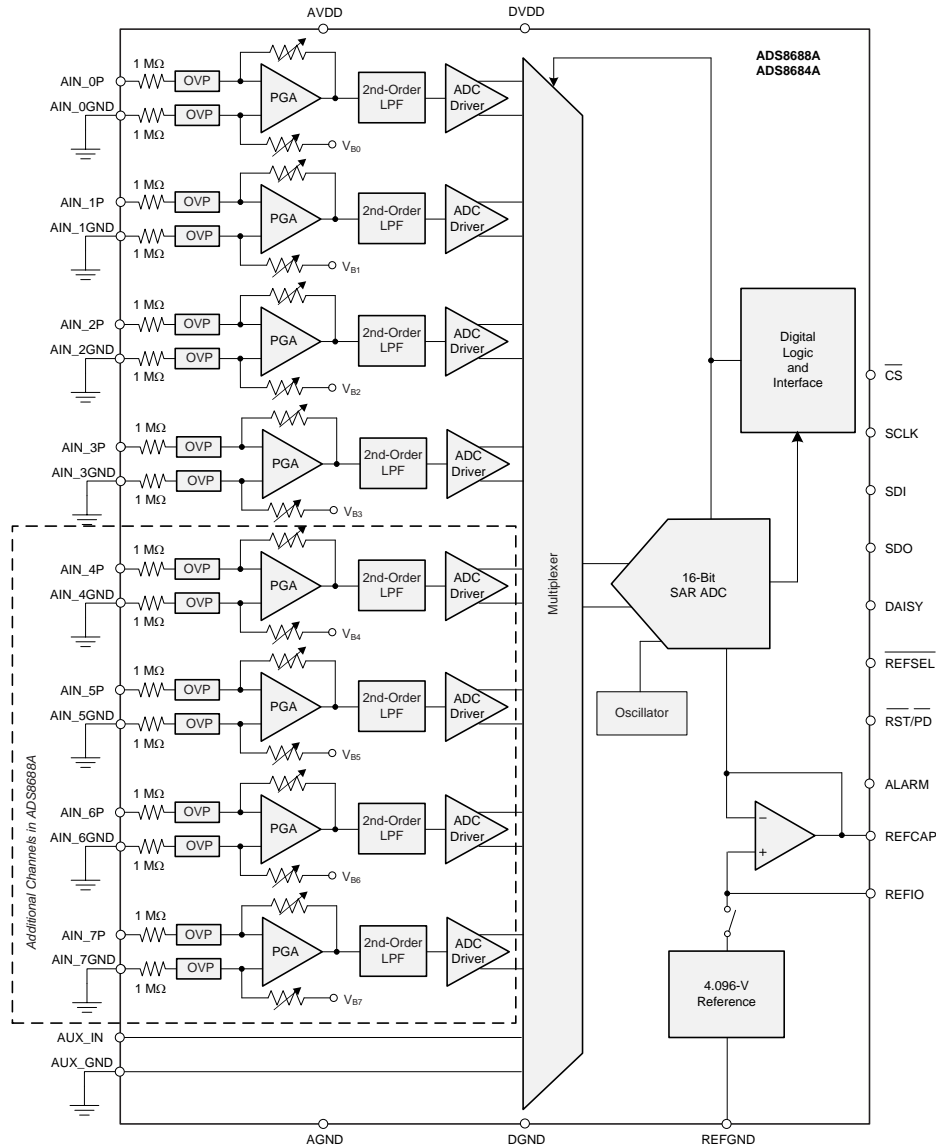 AVDD
DVDD
ADS8688A
ADS8684A
AIN_0P
1 MΩ
OVP
AIN_0GND
1 MΩ
OVP
PGA
2nd-Order
LPF
ADC
Driver
VB0
AIN_1P
1 MΩ
OVP
AIN_1GND
1 MΩ
OVP
PGA
2nd-Order
LPF
ADC
Driver
VB1
AIN_2P
1 MΩ
OVP
AIN_2GND
1 MΩ
OVP
PGA
2nd-Order
LPF
ADC
Driver
VB2
AIN_3P
1 MΩ
OVP
AIN_3GND
1 MΩ
OVP
PGA
2nd-Order
LPF
ADC
Driver
VB3
Additional Channels in ADS8688A
AIN_4P
1 MΩ
OVP
AIN_4GND
1 MΩ
OVP
PGA
2nd-Order
LPF
ADC
Driver
VB4
AIN_5P
1 MΩ
OVP
AIN_5GND
1 MΩ
OVP
PGA
2nd-Order
LPF
ADC
Driver
VB5
AIN_6P
1 MΩ
OVP
AIN_6GND
1 MΩ
OVP
PGA
2nd-Order
LPF
ADC
Driver
VB6
AIN_7P
1 MΩ
OVP
AIN_7GND
1 MΩ
OVP
PGA
2nd-Order
LPF
ADC
Driver
VB7
AUX_IN
AUX_GND
Multiplexer
Digital
Logic
and
Interface
16-Bit
SAR ADC
Oscillator
−
+
4.096-V
Reference
CS
SCLK
SDI
SDO
DAISY
REFSEL
RST/PD
ALARM
REFCAP
REFIO
AGND
DGND
REFGND